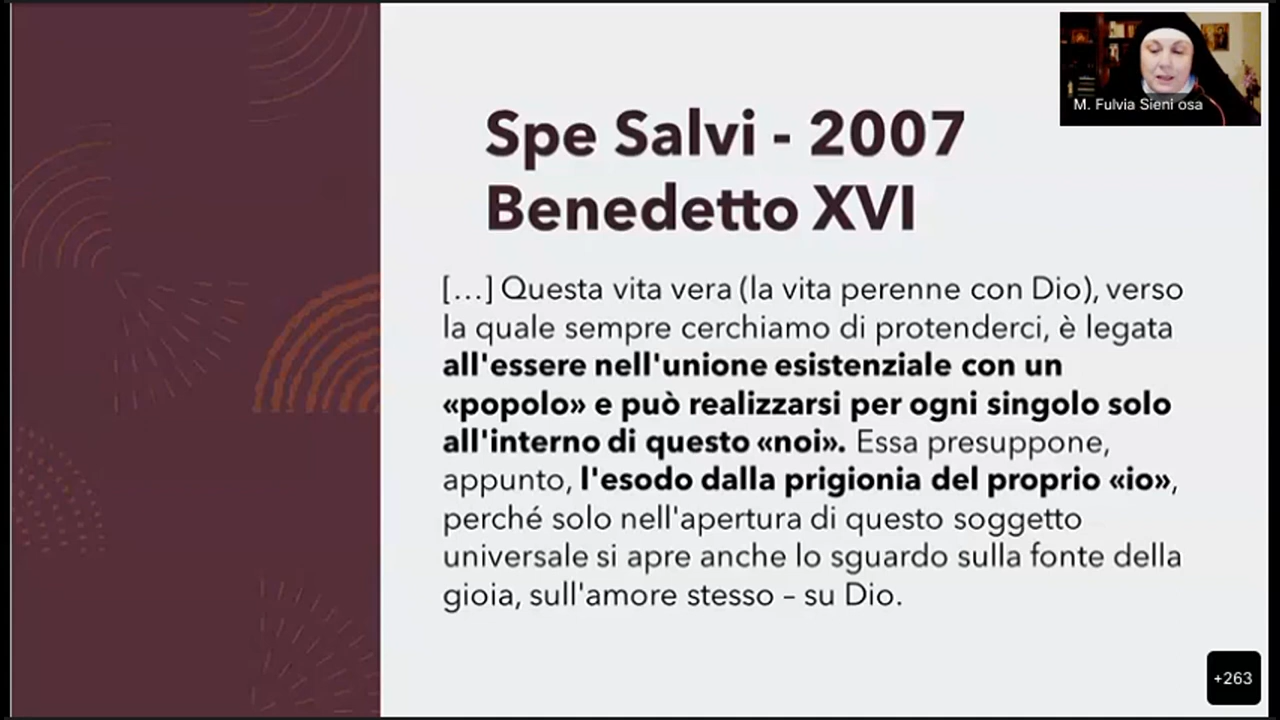 M. Fulvia Sieni osa
Spe Salvi - 2007
Benedetto XVI
[…] Questa vita vera (la vita perenne con Dio), verso
la quale sempre cerchiamo di protenderci, è legata
all'essere nell'unione esistenziale con un
«popolo» e può realizzarsi per ogni singolo solo
all'interno di questo «noi». Essa presuppone,
appunto, l'esodo dalla prigionia del proprio «io»,
perché solo nell'apertura di questo soggetto
universale si apre anche lo sguardo sulla fonte della
gioia, sull'amore stesso – su Dio.
+263